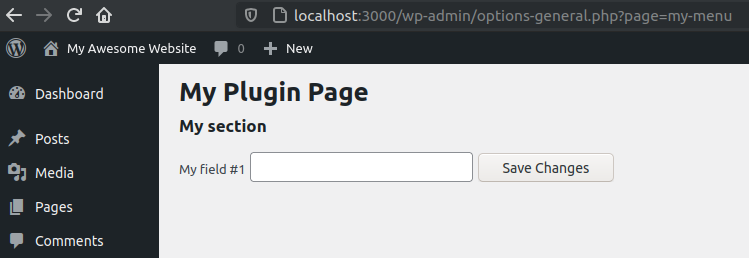 localhost:3000/wp-admin/options-general.php?page=my-menu
My Awesome Website 0 New
Dashboard
Posts
Media
Pages
Comments
My Plugin Page
My section
My field #1 Save Changes